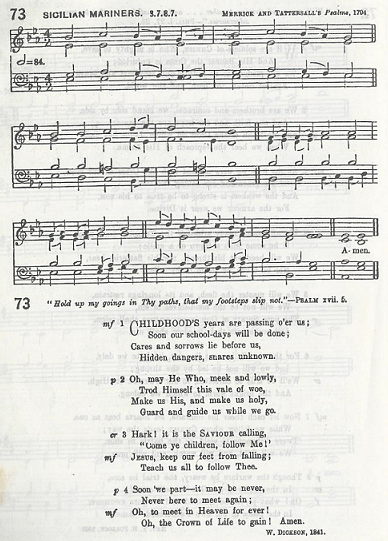 73 SICILIAN MARINERS. 8.7.8.7. MERRICK AND TATTERSALL'S Psalms, 1794.
=84.
A-men.
73 "Hold up my goings in Thy paths, that my footsteps slip not."—PSALM xvii. 5.
mf 1 CHILDHOOD'S years are passing o'er us;
Soon our school-days will be done;
Cares and sorrows lie before us,
Hidden dangers, snares unknown.
p 2 Oh, may He Who, meek and lowly,
Trod Himself this vale of woe,
Make us His, and make us holy,
Guard and guide us while we go.
cr 3 Hark! it is the SAVIOUR calling,
"Come ye children, follow Me!"
mf JESUS, keep our feet from falling;
Teach us all to follow Thee.
p 4 Soon we part—it may be never,
Never here to meet again;
mf Oh, to meet in Heaven for ever!
Oh, the Crown of Life to gain! Amen.
W. DICKSON, 1841.